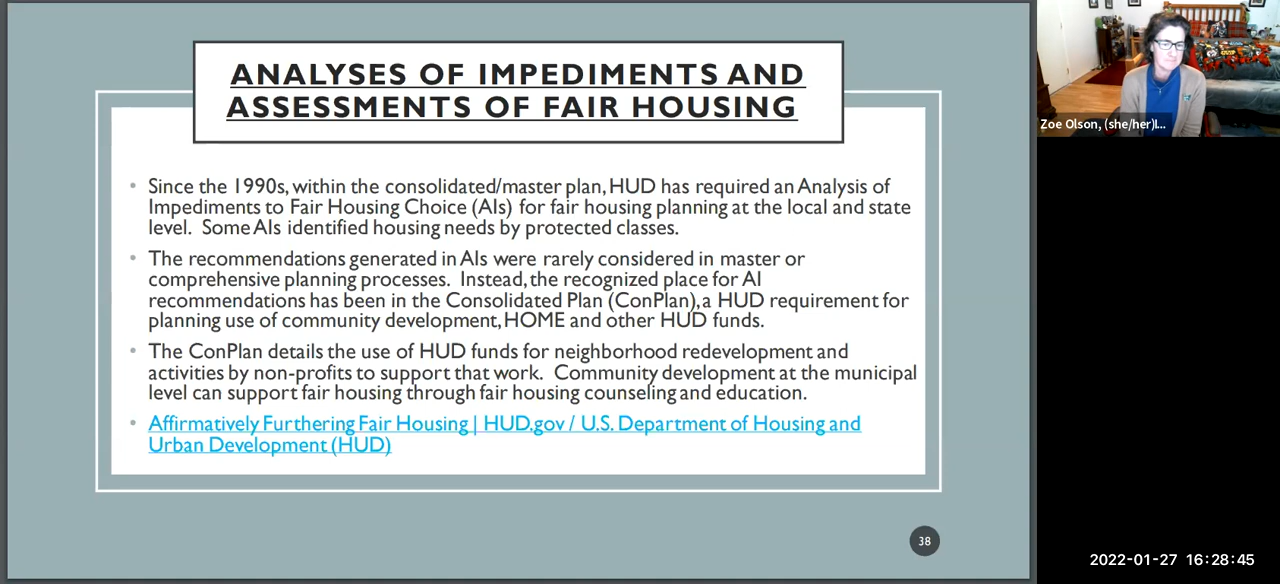 ANALYSES OF IMPEDIMENTS AND
ASSESSMENTS OF FAIR HOUSING
• Since the 1990s, within the consolidated/master plan, HUD has required an Analysis of
Impediments to Fair Housing Choice (AIs) for fair housing planning at the local and state
level. Some AIs identified housing needs by protected classes.
• The recommendations generated in AIs were rarely considered in master or
comprehensive planning processes. Instead, the recognized place for AI
recommendations has been in the Consolidated Plan (ConPlan), a HUD requirement for
planning use of community development, HOME and other HUD funds.
• The ConPlan details the use of HUD funds for neighborhood redevelopment and
activities by non-profits to support that work. Community development at the municipal
level can support fair housing through fair housing counseling and education.
• Affirmatively Furthering Fair Housing | HUD.gov / U.S. Department of Housing and
Urban Development (HUD)
38
Zoe Olson, (she/her)I...
2022-01-27 16:28:45